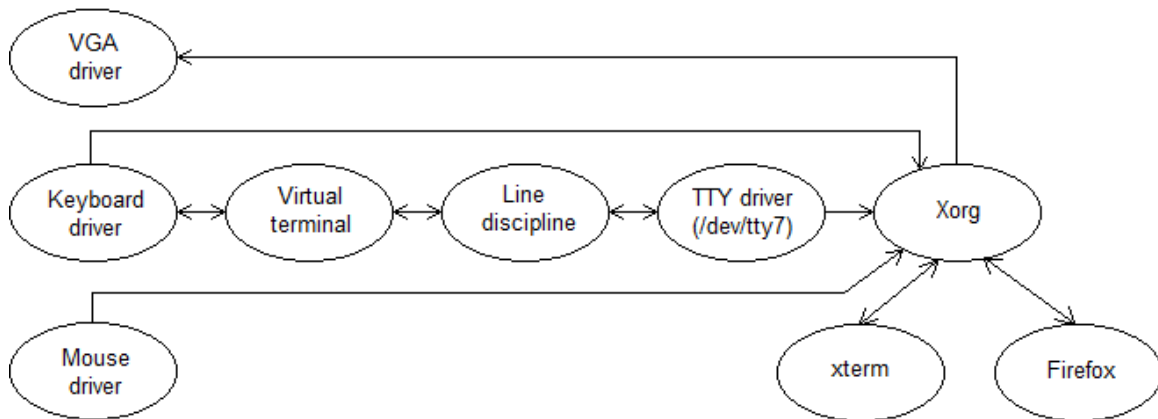 VGA
driver
Keyboard
driver
Virtual
terminal
Line
discipline
TTY driver
(/dev/tty7)
Xorg
Mouse
driver
xterm
Firefox